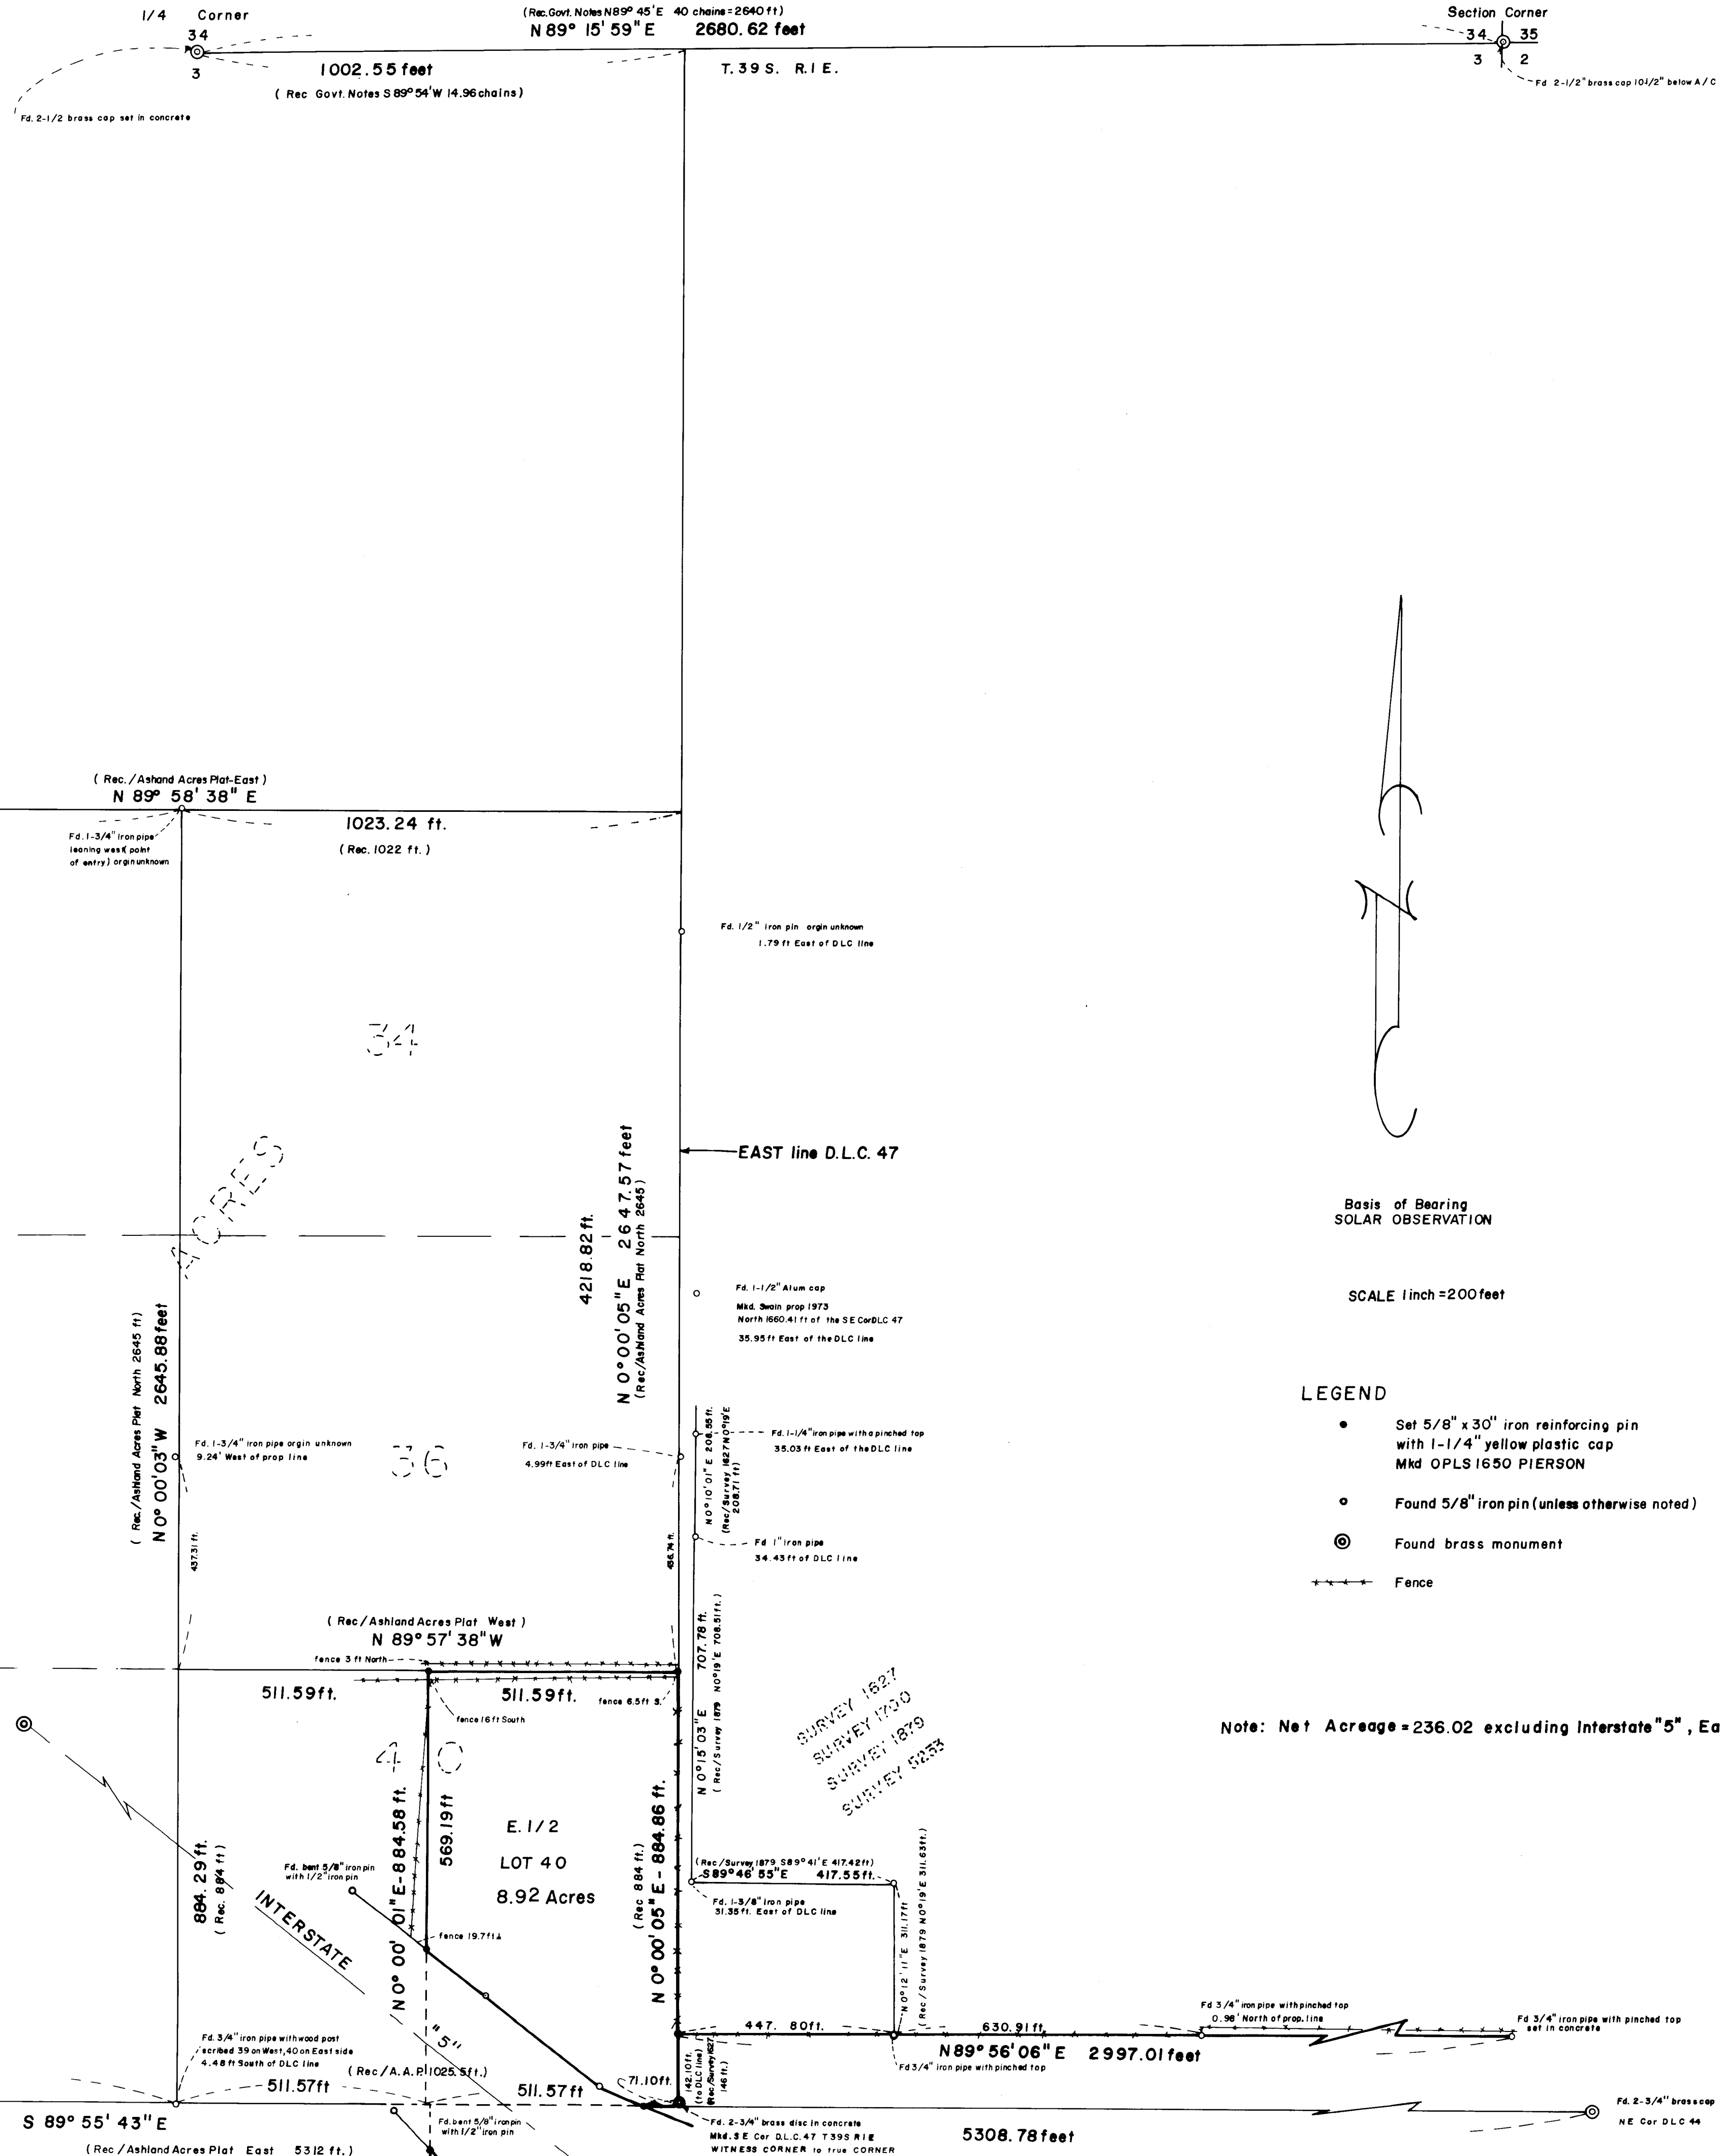 1/4 Corner
34
3
(Rec. Govt. Notes N89° 45'E 40 chains=2640ft)
N 89° 15' 59" E 2680.62 feet
Section Corner
34 35
3 2
1002.55 feet
( Rec Govt. Notes S 89° 54' W 14.96 chains)
T. 39 S. R.1 E.
Fd 2-1/2" brass cap 10-1/2" below A/C
Fd. 2-1/2 brass cap set in concrete
( Rec. / Ashand Acres Plat-East )
N 89° 58' 38" E
1023.24 ft.
(Rec. 1022 ft.)
Fd. 1-3/4" iron pipe
leaning west( point
of entry) orgin unknown
Fd. 1/2" iron pin orgin unknown
1.79 ft East of DLC line
34
ACRES
EAST line D.L.C. 47
4218.82 ft.
N 0° 00' 05" E 2647.57 feet
(Rec/Ashland Acres Plat North 2645)
Basis of Bearing
SOLAR OBSERVATION
SCALE 1 inch = 200 feet
Fd. 1-1/2" Alum cap
Mkd. Swain prop 1973
North 1660.41 ft of the SE Cor DLC 47
35.95 ft East of the DLC line
( Rec./Ashland Acres Plat North 2645 ft)
N 0° 00' 03" W 2645.88 feet
LEGEND
Set 5/8" x 30" iron reinforcing pin
with 1-1/4" yellow plastic cap
Mkd OPLS 1650 PIERSON
Found 5/8" iron pin (unless otherwise noted)
Found brass monument
Fence
Fd. 1-3/4" iron pipe orgin unknown
9.24' West of prop line
36
Fd. 1-3/4" iron pipe
4.99ft East of DLC line
N 0° 10' 01" E 208.55 ft.
(Rec/Survey 1627 N0° 19'E
208.71 ft)
Fd. 1-1/4" iron pipe with a pinched top
35.03 ft East of the DLC line
Fd 1" iron pipe
34.43 ft of DLC line
437.31 ft.
436.74 ft.
( Rec / Ashland Acres Plat West )
N 89° 57' 38" W
fence 3 ft North
511.59 ft.
511.59 ft.
fence 6.5 ft S.
fence 16 ft South
N 0° 15' 03" E 707.78 ft.
( Rec / Survey 1879 N0° 19' E 708.51 ft.)
SURVEY 1627
SURVEY 1700
SURVEY 1879
SURVEY 5233
Note: Net Acreage = 236.02 excluding Interstate "5", Ea
4 0
E. 1/2
LOT 40
8.92 Acres
N 0° 00' 01" E - 884.58 ft.
569.19 ft
(Rec 884 ft.)
N 0° 00' 05" E - 884.86 ft.
884.29 ft.
( Rec. 884 ft )
Fd. bent 5/8" iron pin
with 1/2" iron pin
INTERSTATE
"5"
fence 19.7 ft ±
(Rec / Survey 1879 S89° 41' E 417.42 ft)
S 89° 46' 55" E 417.55 ft.
Fd. 1-3/8" iron pipe
31.35 ft. East of DLC line
N 0° 12' 11" E 311.17 ft
( Rec / Survey 1879 N0° 19' E 311.63 ft.)
447. 80 ft.
630.91 ft.
Fd 3/4" iron pipe with pinched top
0.98' North of prop. line
Fd 3/4" iron pipe with pinched top
set in concrete
N 89° 56' 06" E 2997.01 feet
Fd 3/4" iron pipe with pinched top
Fd. 3/4" iron pipe with wood post
scribed 39 on West, 40 on East side
4.48 ft South of DLC line
( Rec / A. A. P. 1025.5 ft.)
511.57 ft
511.57 ft
71.10 ft.
142.10 ft.
(to DLC line)
(Rec/Survey 1627
146 ft.)
S 89° 55' 43" E
( Rec / Ashland Acres Plat East 5312 ft.)
Fd. bent 5/8" iron pin
with 1/2" iron pin
Fd. 2-3/4" brass disc in concrete
Mkd. S E Cor D.L.C. 47 T39S R1E
WITNESS CORNER to true CORNER
5308.78 feet
Fd. 2-3/4" brass cap
NE Cor DLC 44